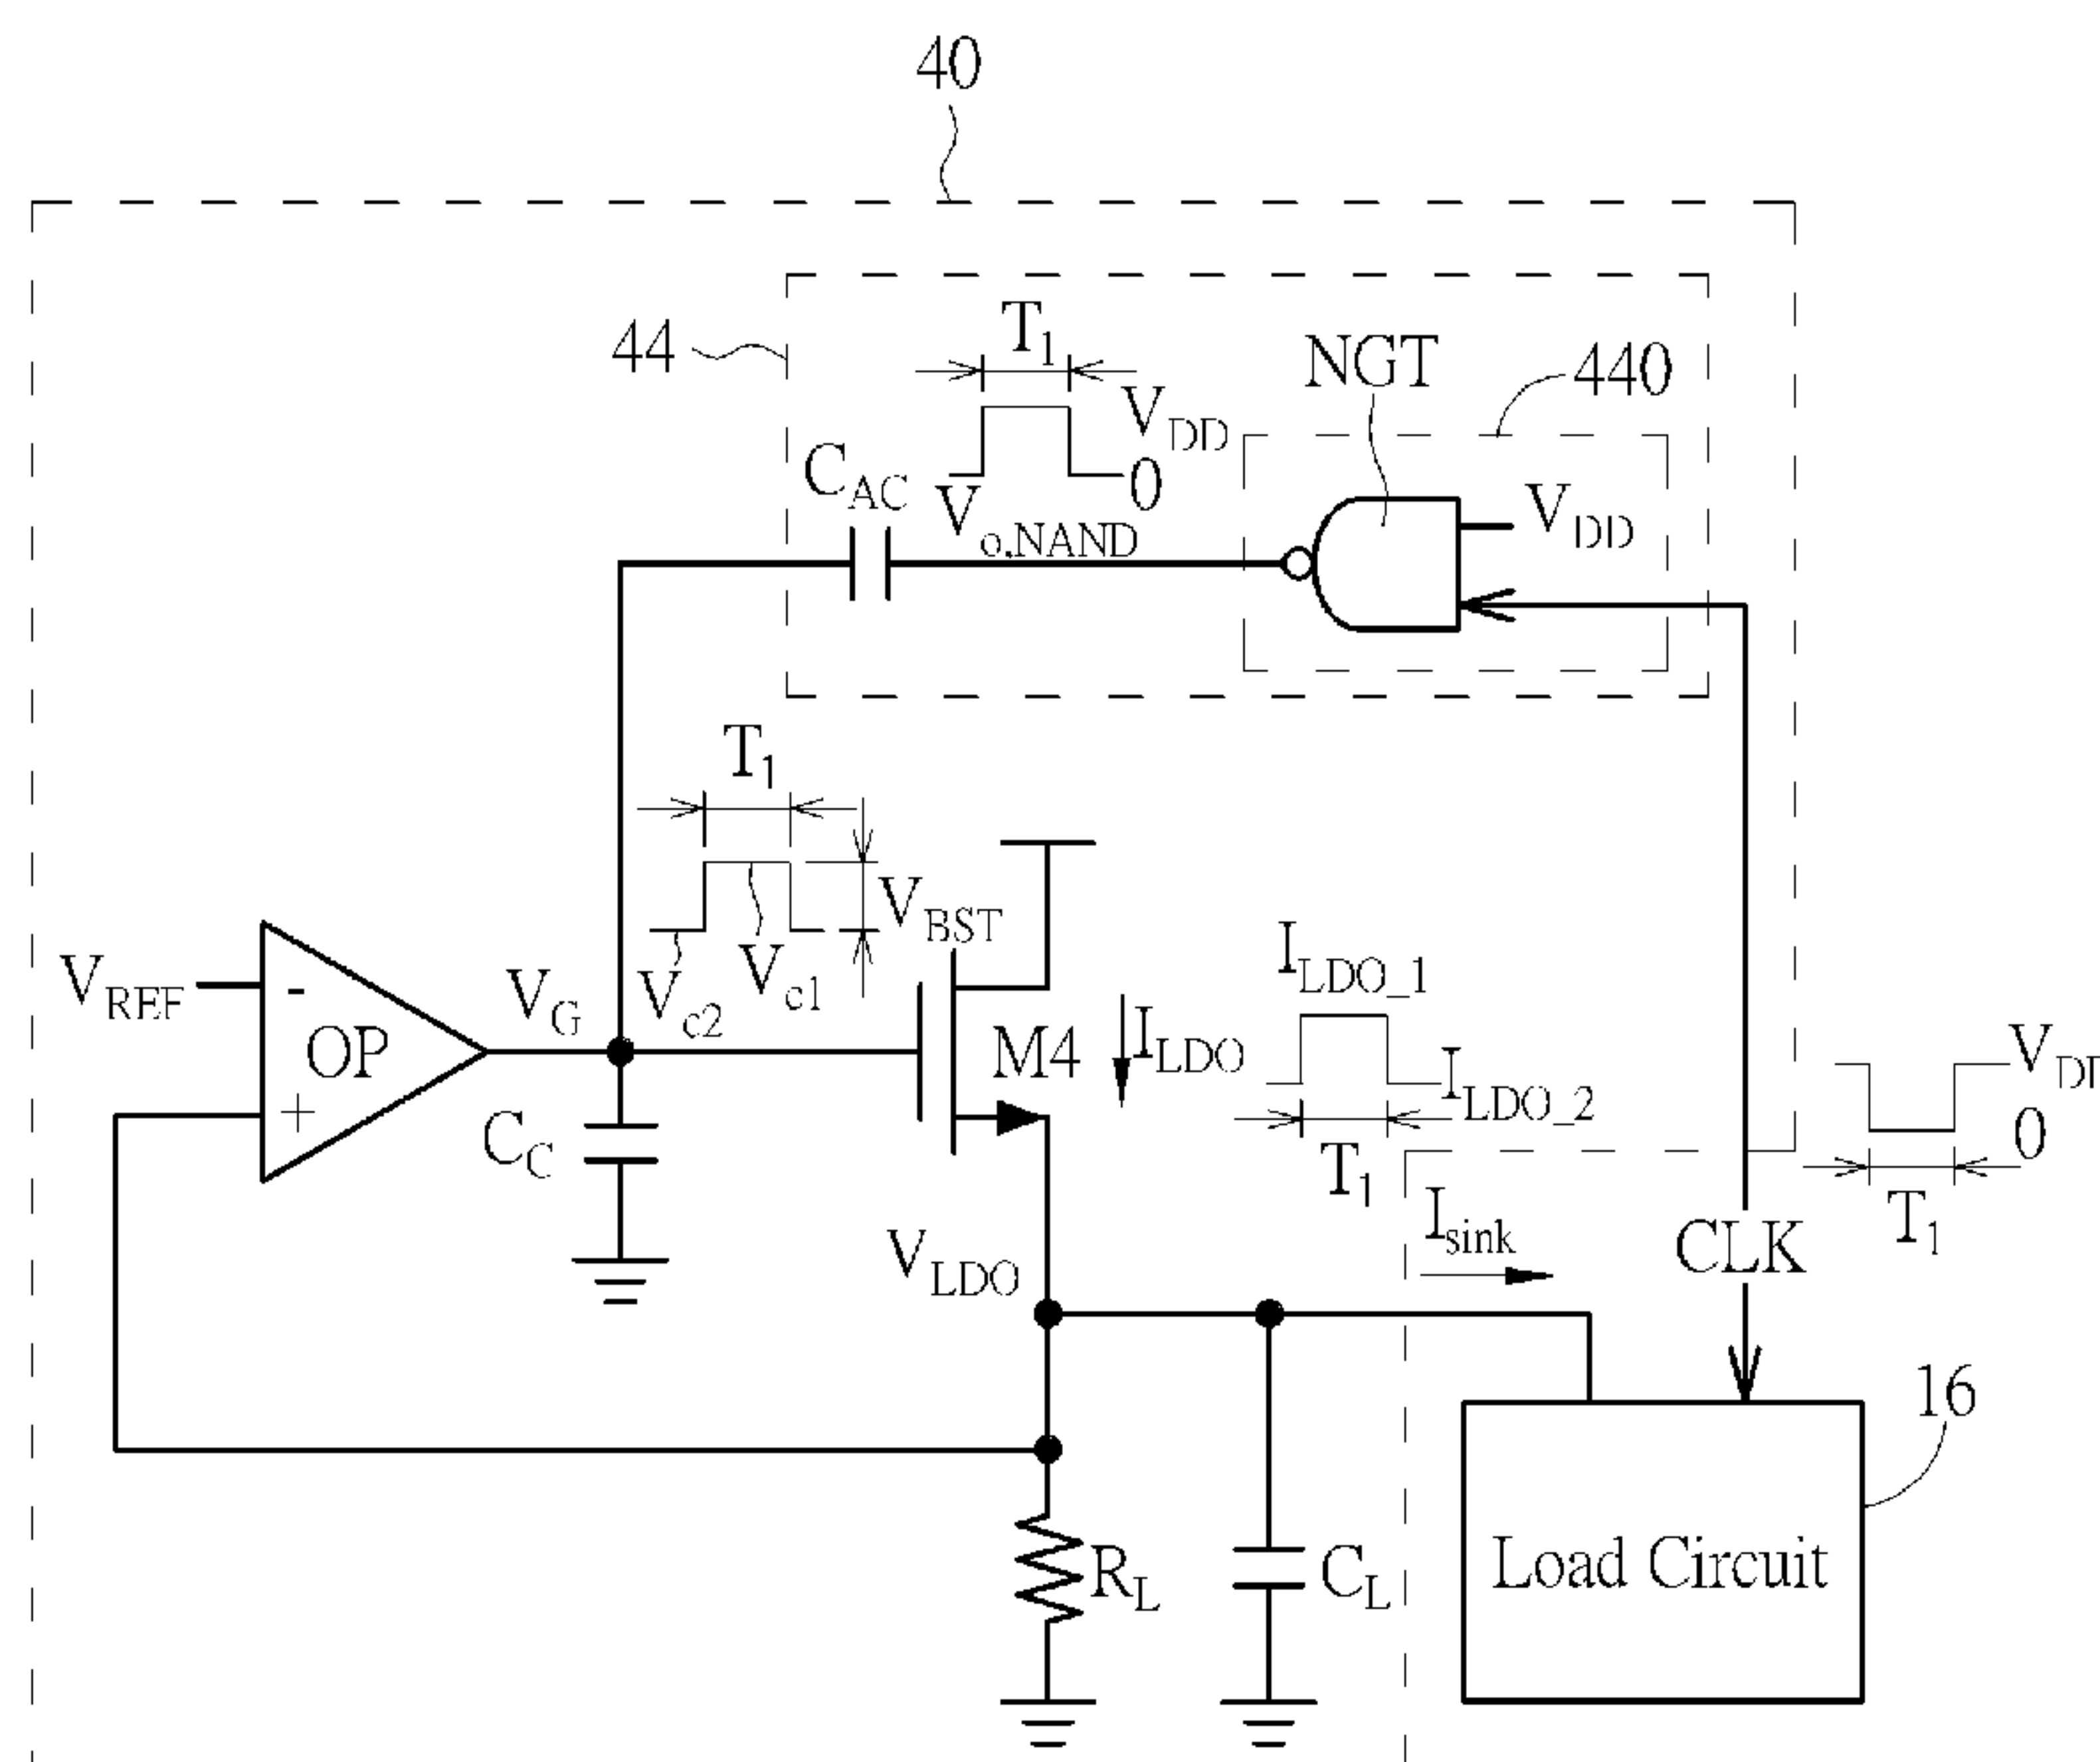 40
44
T1
VDD
0
CAC
Vo,NAND
NGT
440
VDD
T1
VBST
Vc1
Vc2
VREF
-
OP
+
VG
CC
M4
ILDO
ILDO_1
ILDO_2
T1
Isink
VD
0
T1
CLK
VLDO
RL
CL
16
Load Circuit